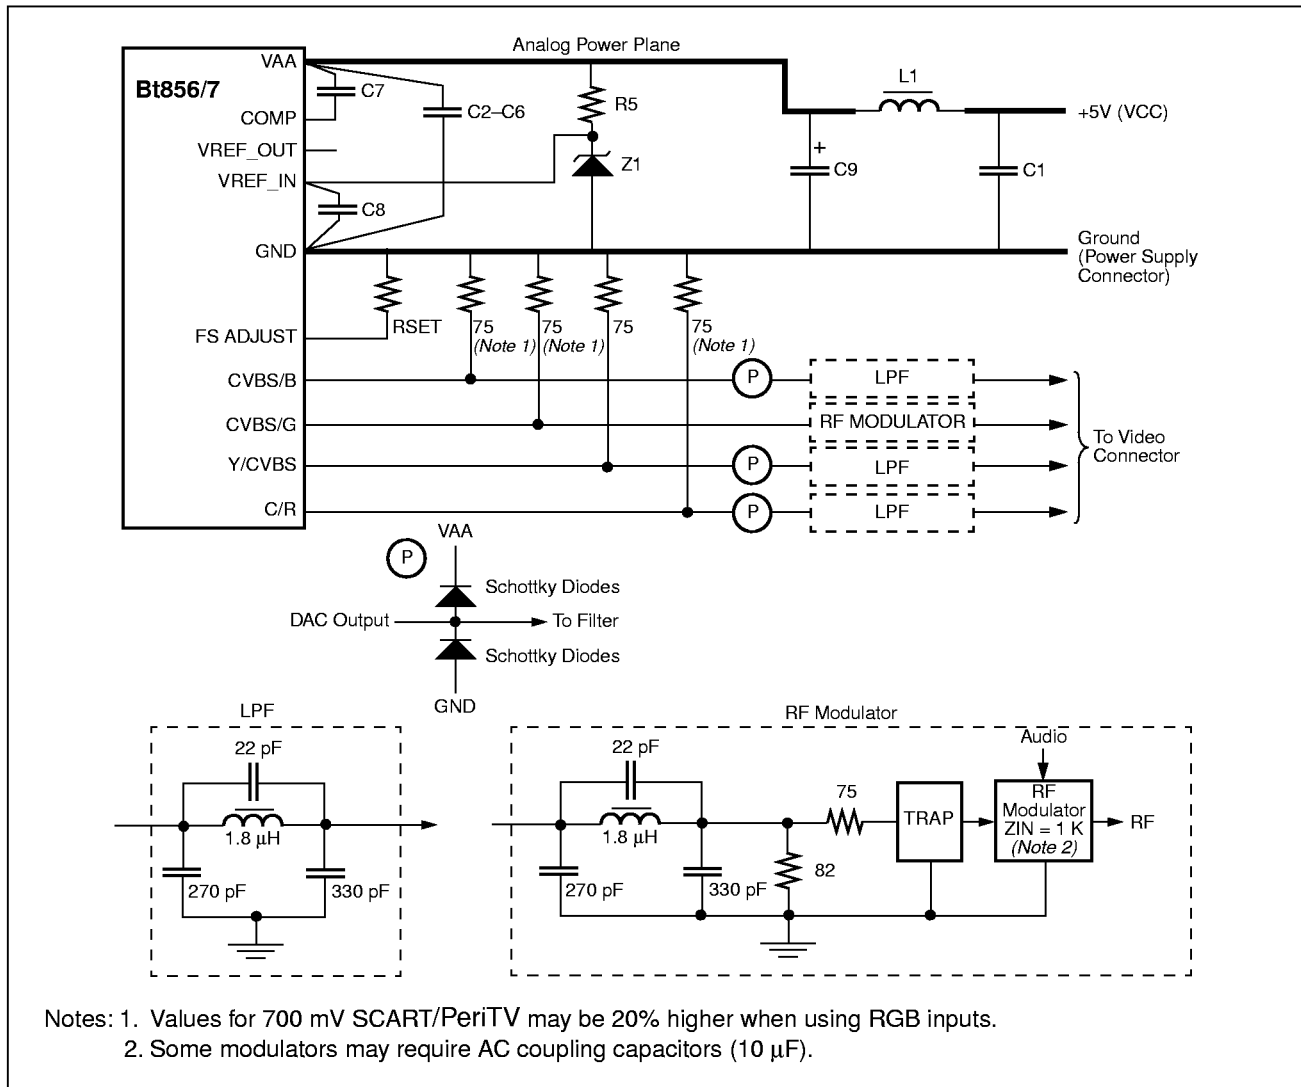 Analog Power Plane
VAA
Bt856/7
C7
C2–C6
R5
L1
+5V (VCC)
COMP
VREF_OUT
VREF_IN
Z1
+
C9
C1
C8
GND
Ground
(Power Supply
Connector)
FS ADJUST
RSET
75
(Note 1)
75
(Note 1)
75
75
(Note 1)
CVBS/B
P
LPF
CVBS/G
RF MODULATOR
To Video
Connector
Y/CVBS
P
LPF
C/R
P
LPF
P
VAA
Schottky Diodes
DAC Output
To Filter
Schottky Diodes
GND
LPF
22 pF
1.8 µH
270 pF
330 pF
RF Modulator
22 pF
1.8 µH
270 pF
330 pF
82
75
TRAP
Audio
RF
Modulator
ZIN = 1 K
(Note 2)
RF
Notes: 1. Values for 700 mV SCART/PeriTV may be 20% higher when using RGB inputs.
2. Some modulators may require AC coupling capacitors (10 µF).